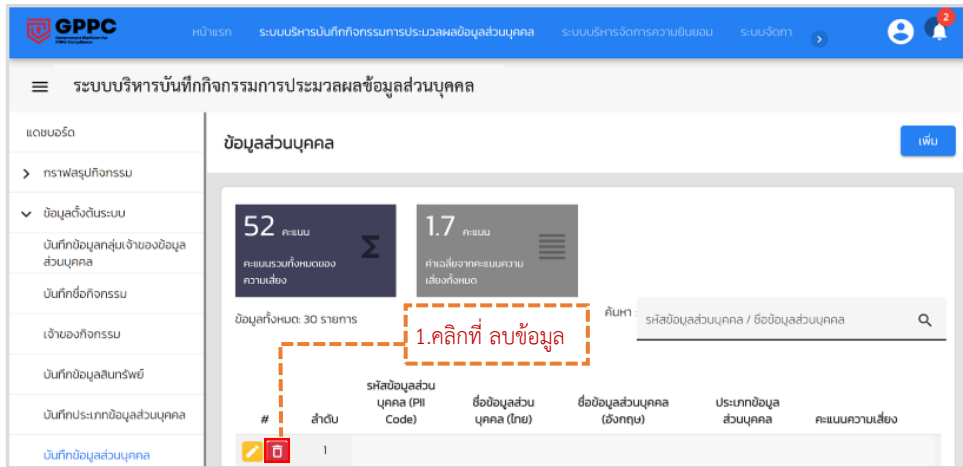 GPPC
Government Platform for
PDPA Compliance
หน้าแรก
ระบบบริหารบันทึกกิจกรรมการประมวลผลข้อมูลส่วนบุคคล
ระบบบริหารจัดการความยินยอม
ระบบจัดกา
2
ระบบบริหารบันทึกกิจกรรมการประมวลผลข้อมูลส่วนบุคคล
แดชบอร์ด
กราฟสรุปกิจกรรม
ข้อมูลตั้งต้นระบบ
บันทึกข้อมูลกลุ่มเจ้าของข้อมูล
ส่วนบุคคล
บันทึกชื่อกิจกรรม
เจ้าของกิจกรรม
บันทึกข้อมูลสินทรัพย์
บันทึกประเภทข้อมูลส่วนบุคคล
บันทึกข้อมูลส่วนบุคคล
ข้อมูลส่วนบุคคล
เพิ่ม
52 คะแนน
คะแนนรวมทั้งหมดของ
ความเสี่ยง
Σ
1.7 คะแนน
ค่าเฉลี่ยจากคะแนนความ
เสี่ยงทั้งหมด
ข้อมูลทั้งหมด: 30 รายการ
ค้นหา :
รหัสข้อมูลส่วนบุคคล / ชื่อข้อมูลส่วนบุคคล
1.คลิกที่ ลบข้อมูล
#
ลำดับ
รหัสข้อมูลส่วน
บุคคล (PII
Code)
ชื่อข้อมูลส่วน
บุคคล (ไทย)
ชื่อข้อมูลส่วนบุคคล
(อังกฤษ)
ประเภทข้อมูล
ส่วนบุคคล
คะแนนความเสี่ยง
1